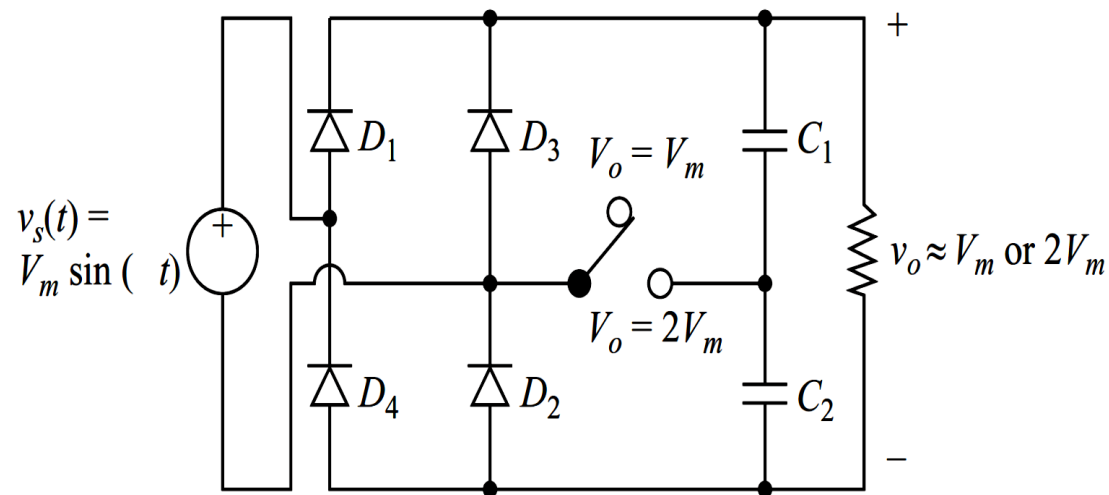 +
D₁
D₃
Vₒ = Vₘ
C₁
vₛ(t) =
Vₘ sin ( t)
+
vₒ ≈ Vₘ or 2Vₘ
Vₒ = 2Vₘ
D₄
D₂
C₂
–